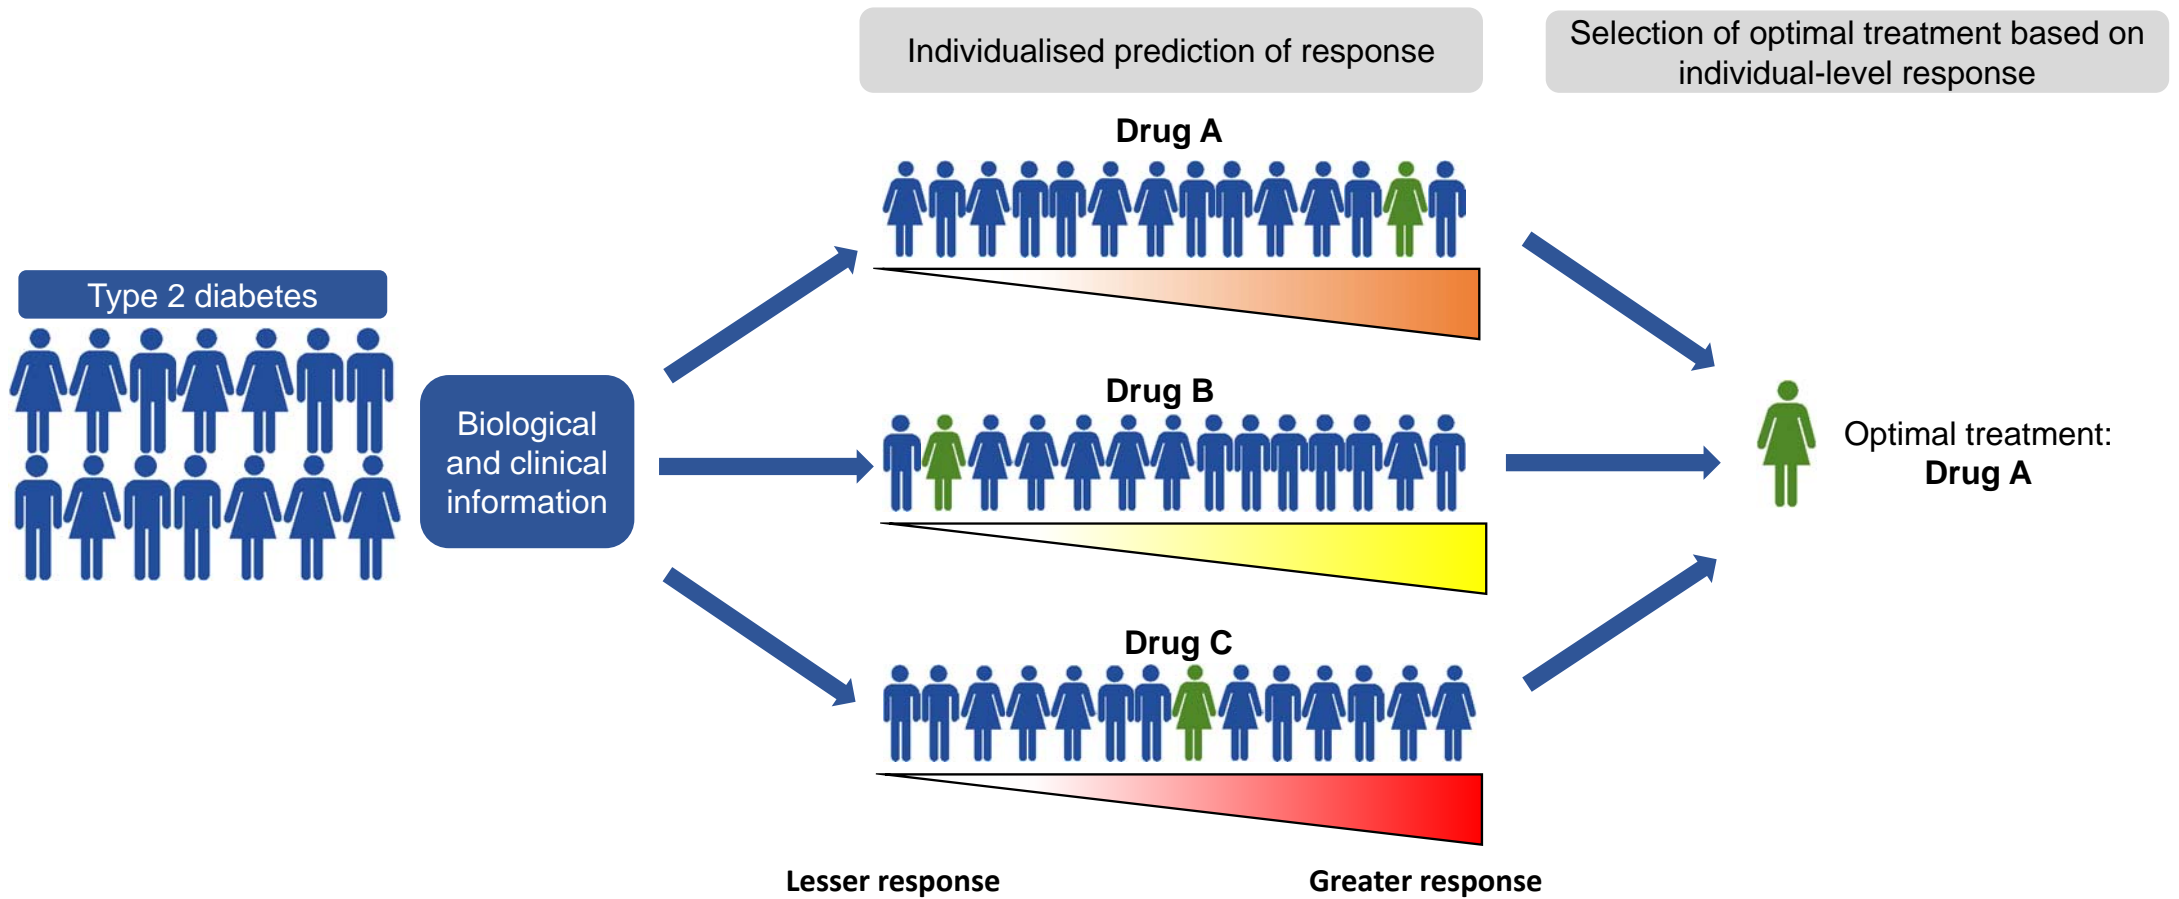 Individualised prediction of response
Selection of optimal treatment based on
individual-level response
Type 2 diabetes
Biological
and clinical
information
Drug A
Drug B
Drug C
Lesser response
Greater response
Optimal treatment:
Drug A